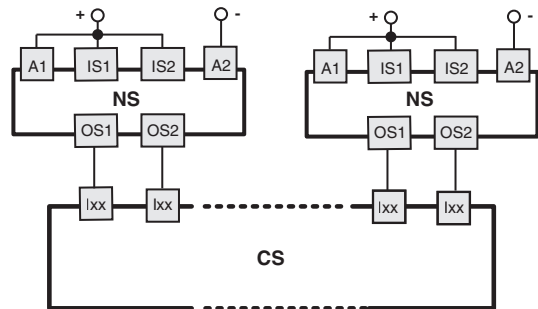 + - + -
A1 IS1 IS2 A2 A1 IS1 IS2 A2
NS NS
OS1 OS2 OS1 OS2
Ixx Ixx Ixx Ixx
CS